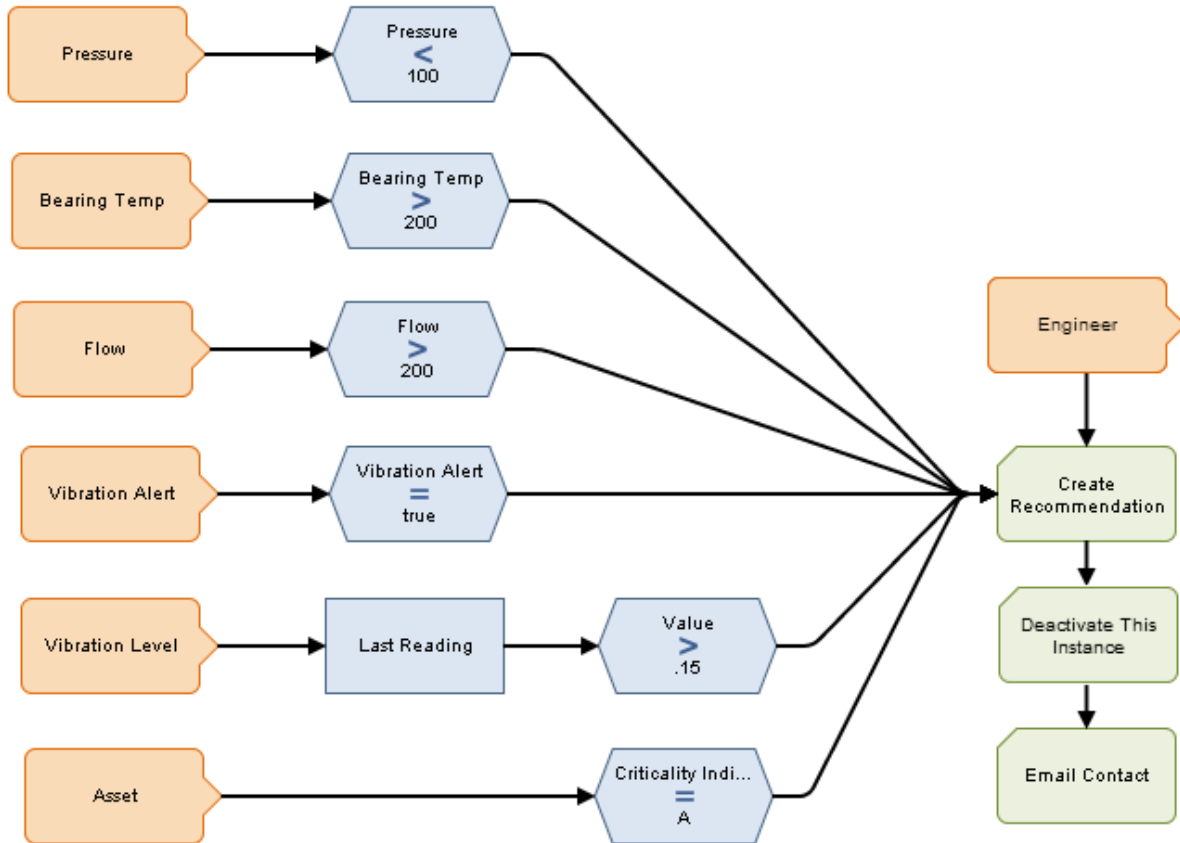 Pressure
Pressure
<
100
Bearing Temp
Bearing Temp
>
200
Flow
Flow
>
200
Vibration Alert
Vibration Alert
=
true
Vibration Level
Last Reading
Value
>
.15
Asset
Criticality Indi...
=
A
Engineer
Create
Recommendation
Deactivate This
Instance
Email Contact